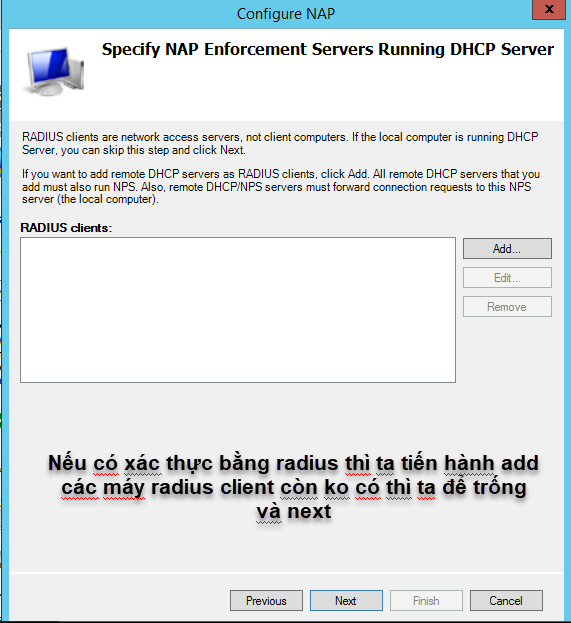 Configure NAP
x
Specify NAP Enforcement Servers Running DHCP Server
RADIUS clients are network access servers, not client computers. If the local computer is running DHCP
Server, you can skip this step and click Next.
If you want to add remote DHCP servers as RADIUS clients, click Add. All remote DHCP servers that you
add must also run NPS. Also, remote DHCP/NPS servers must forward connection requests to this NPS
server (the local computer).
RADIUS clients:
Add...
Edit...
Remove
Nếu có xác thực bằng radius thì ta tiến hành add
các máy radius client còn ko có thì ta để trống
và next
Previous
Next
Finish
Cancel